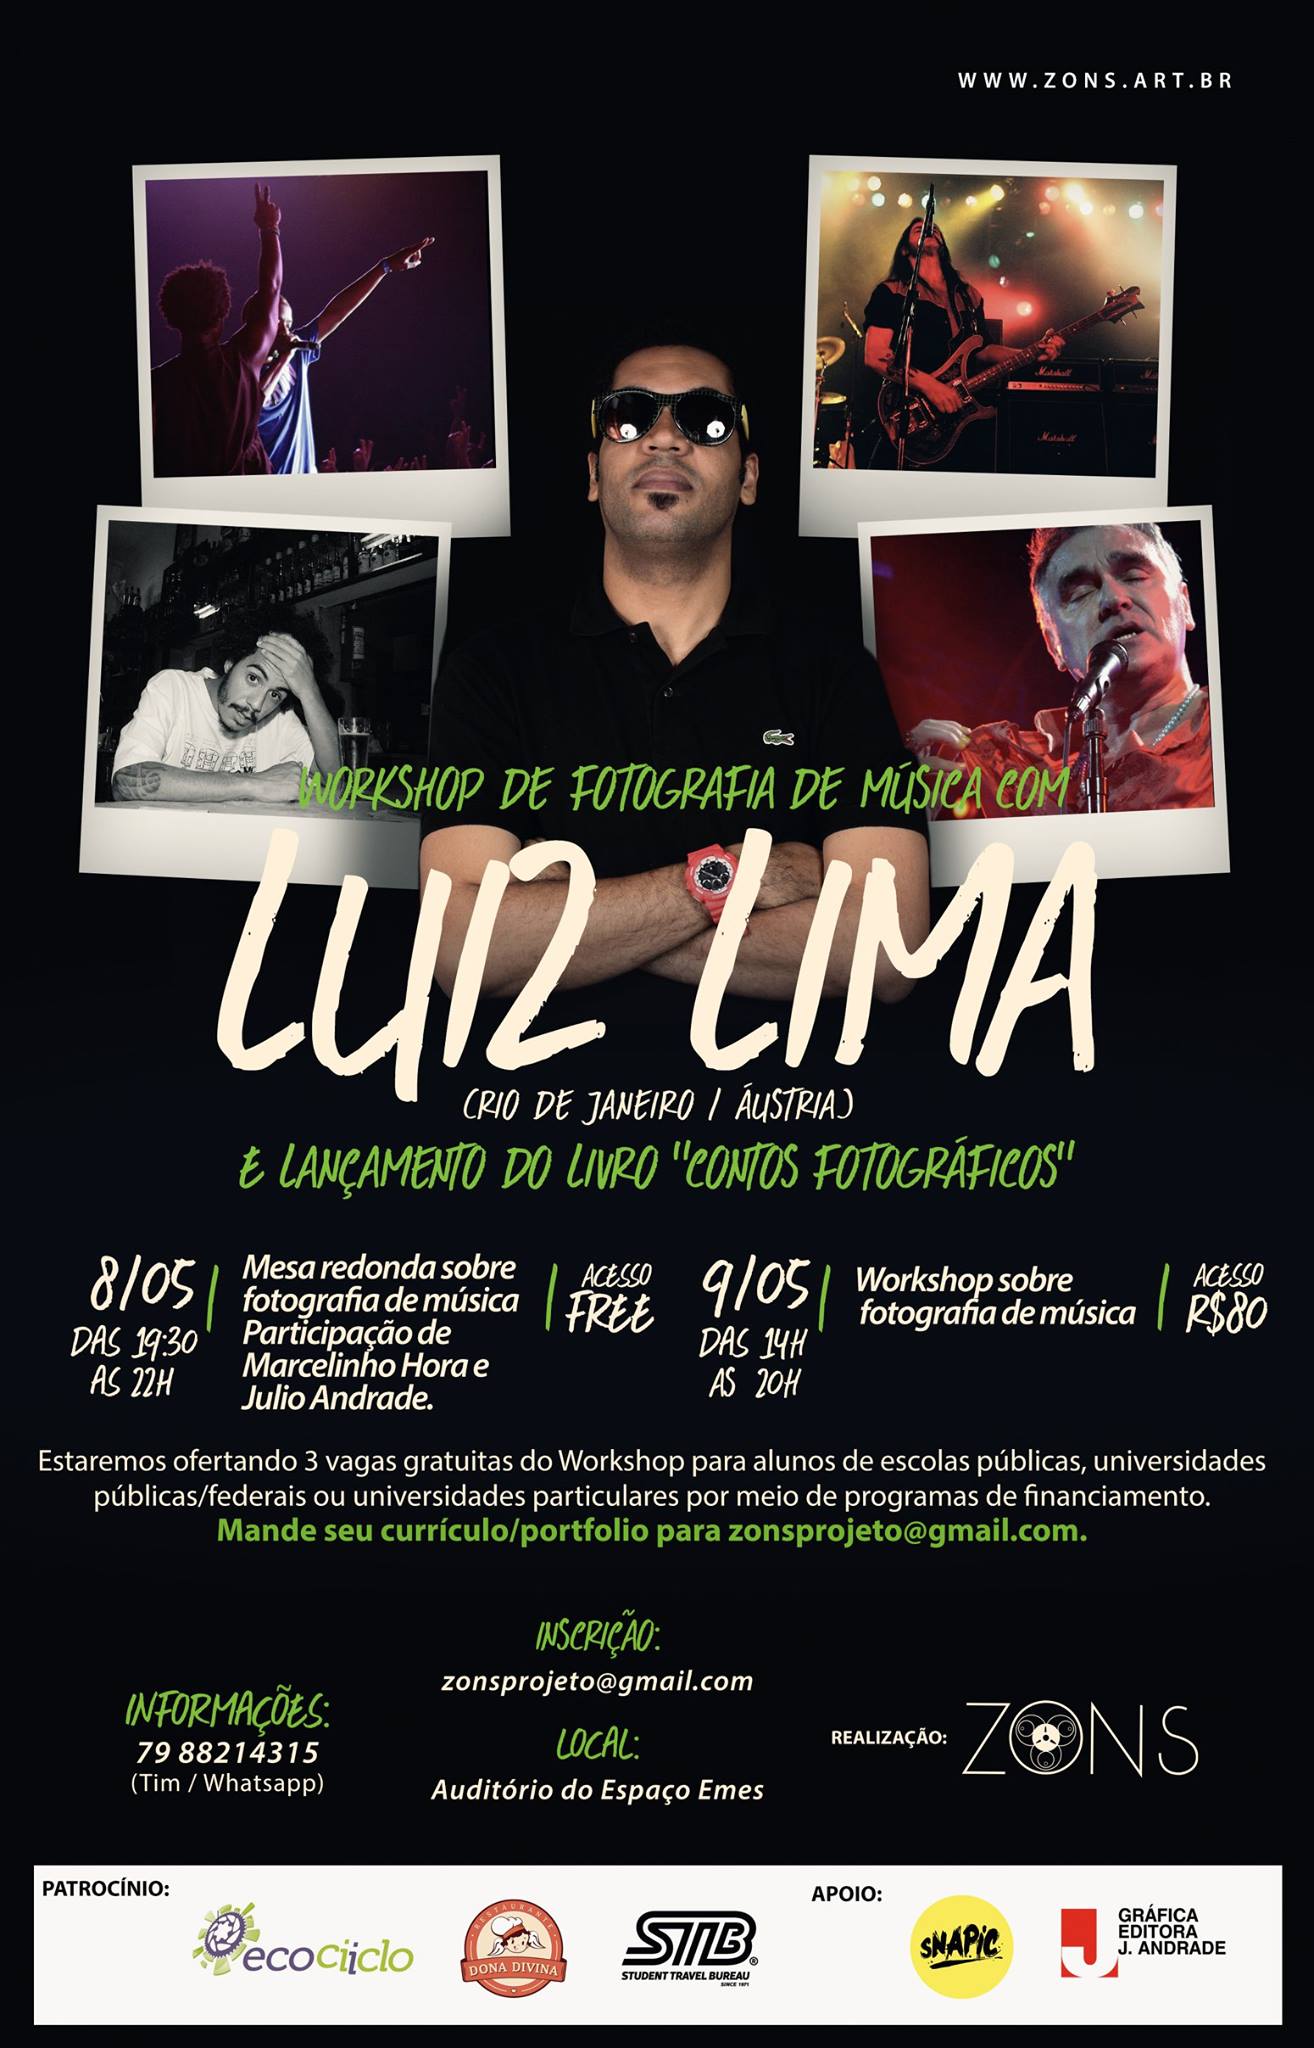 WWW.ZONS.ART.BR
Marshall
Marshall
WORKSHOP DE FOTOGRAFIA DE MÚSICA COM
LUIZ LIMA
(RIO DE JANEIRO / ÁUSTRIA)
E LANÇAMENTO DO LIVRO "CONTOS FOTOGRÁFICOS"
8/05
DAS 19:30
AS 22H
Mesa redonda sobre
fotografia de música
Participação de
Marcelinho Hora e
Julio Andrade.
ACESSO
FREE
9/05
DAS 14H
AS 20H
Workshop sobre
fotografia de música
ACESSO
R$80
Estaremos ofertando 3 vagas gratuitas do Workshop para alunos de escolas públicas, universidades
públicas/federais ou universidades particulares por meio de programas de financiamento.
Mande seu currículo/portfolio para zonsprojeto@gmail.com.
INSCRIÇÃO:
zonsprojeto@gmail.com
INFORMAÇÕES:
79 88214315
(Tim / Whatsapp)
LOCAL:
Auditório do Espaço Emes
REALIZAÇÃO:
ZONS
PATROCÍNIO:
ecociiclo
RESTAURANTE
DONA DIVINA
STB®
STUDENT TRAVEL BUREAU
SINCE 1971
APOIO:
SNAPiC
J
GRÁFICA
EDITORA
J. ANDRADE